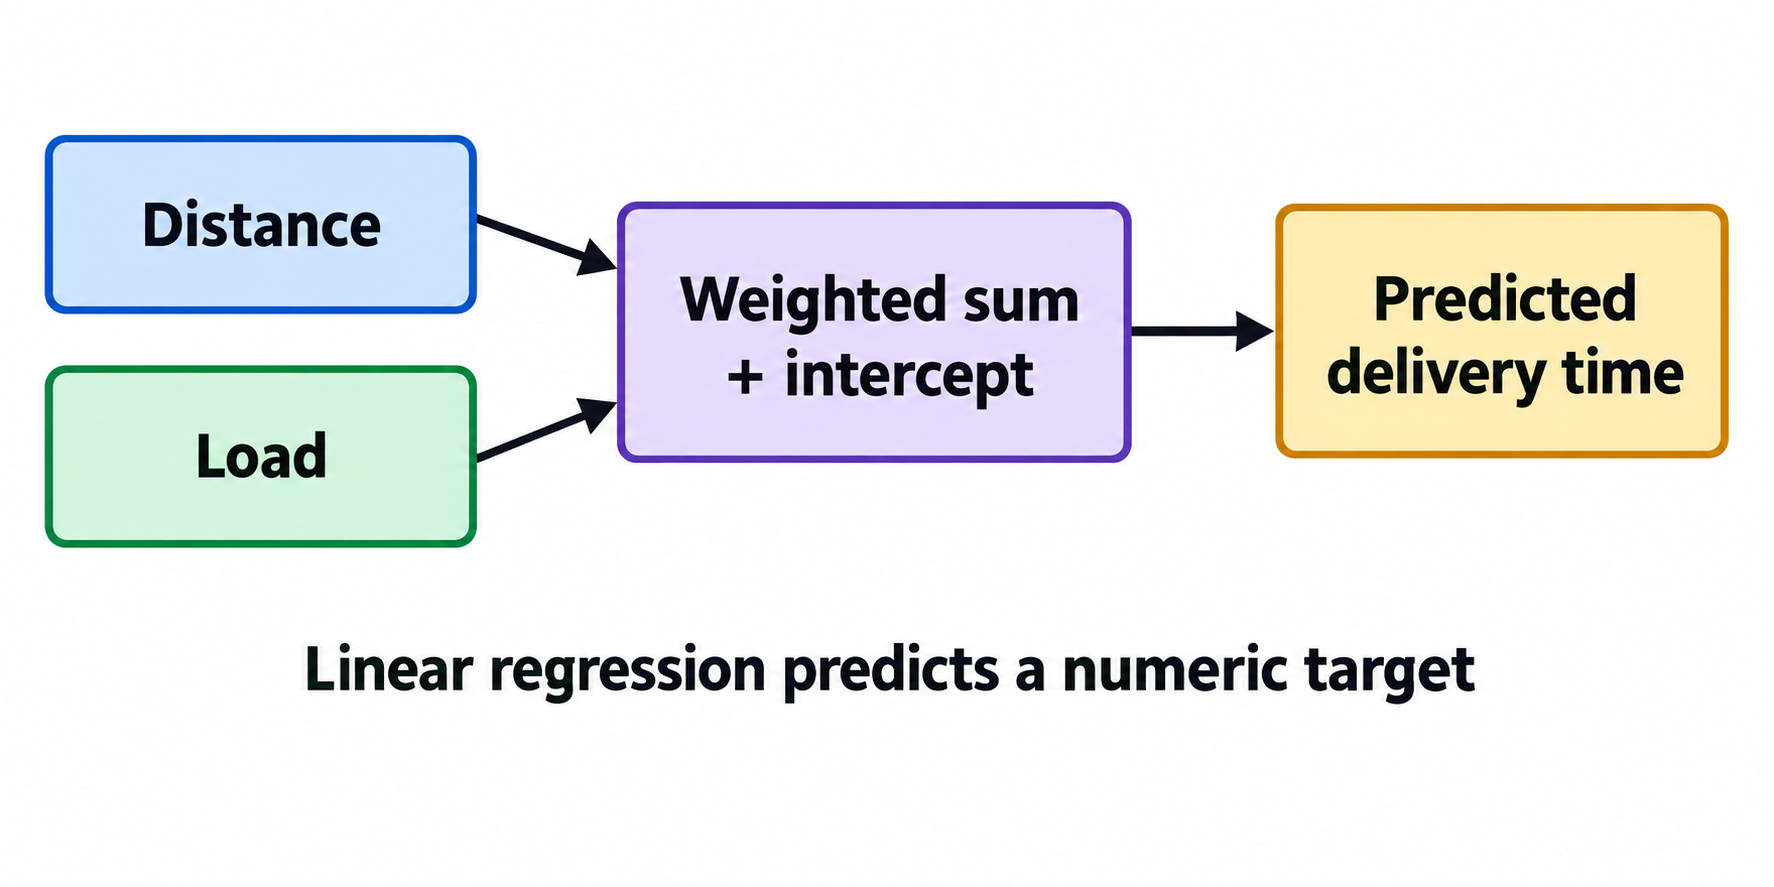 Distance
Load
Weighted sum
+ intercept
Predicted
delivery time
Linear regression predicts a numeric target